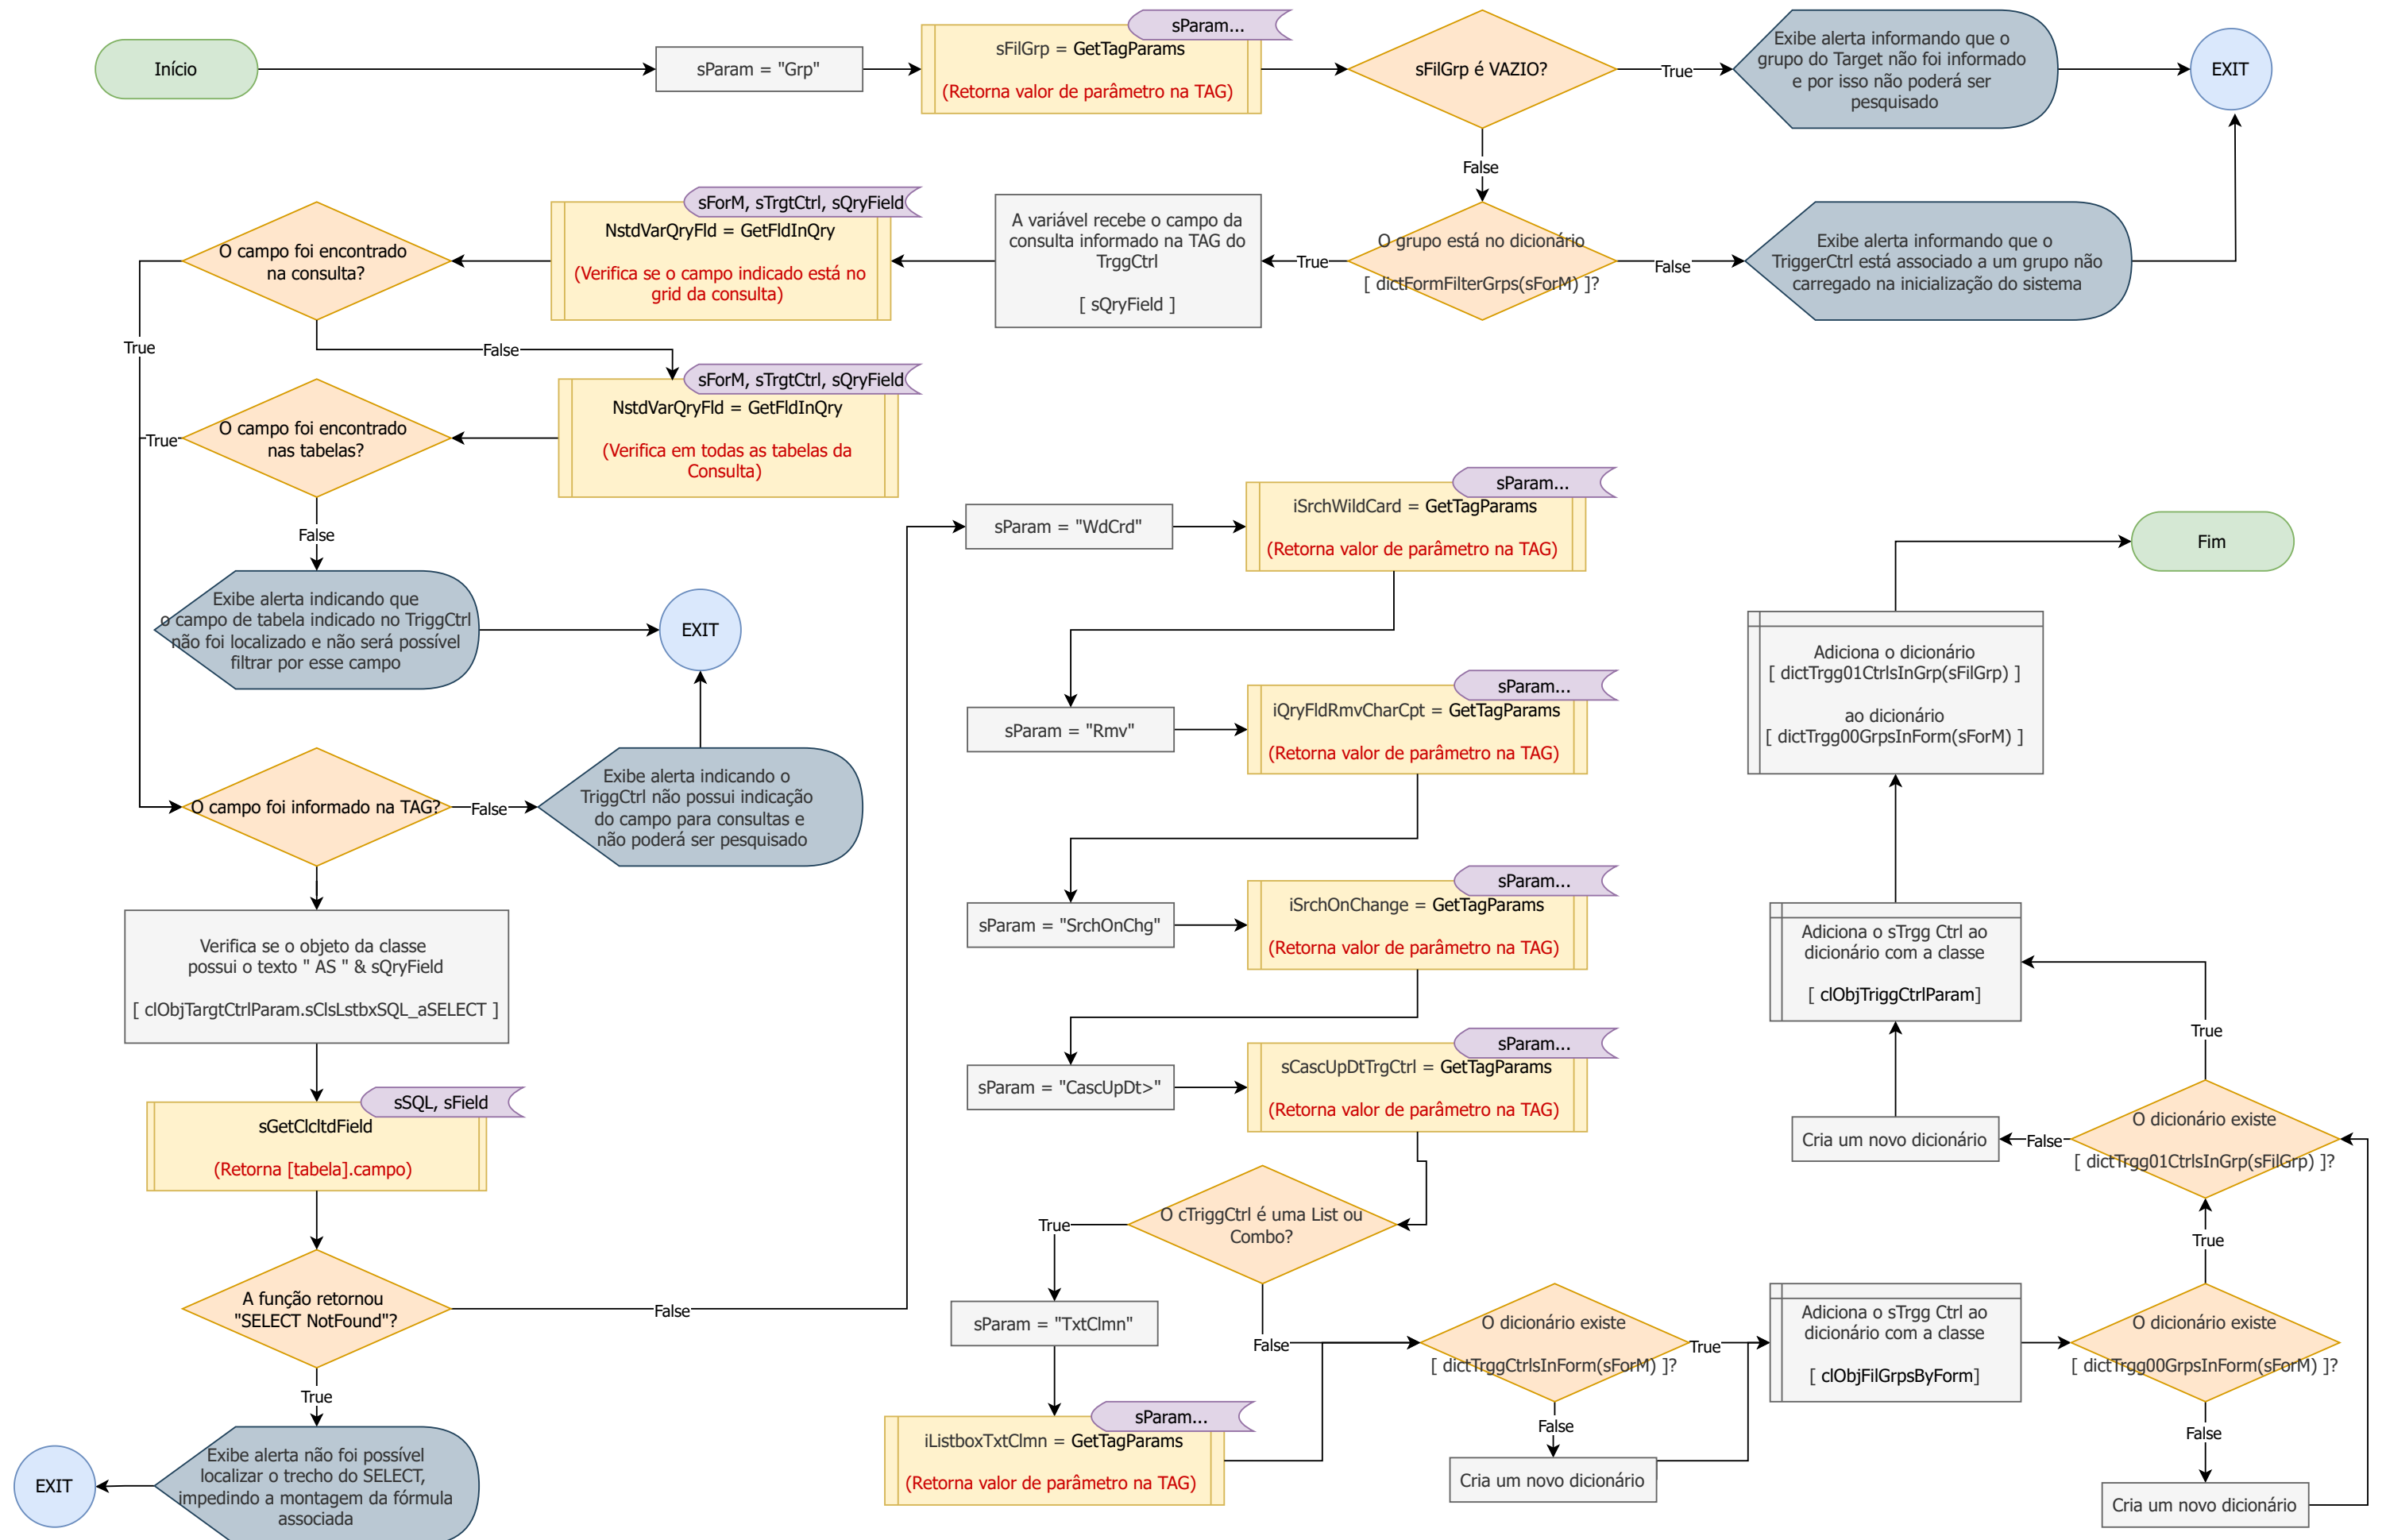 Início
sParam = "Grp"
sParam...
sFilGrp = GetTagParams
(Retorna valor de parâmetro na TAG)
sFilGrp é VAZIO?
True
Exibe alerta informando que o
grupo do Target não foi informado
e por isso não poderá ser
pesquisado
EXIT
False
O grupo está no dicionário
[ dictFormFilterGrps(sForM) ]?
False
Exibe alerta informando que o
TriggerCtrl está associado a um grupo não
carregado na inicialização do sistema
True
A variável recebe o campo da
consulta informado na TAG do
TrggCtrl
[ sQryField ]
sForM, sTrgtCtrl, sQryField
NstdVarQryFld = GetFldInQry
(Verifica se o campo indicado está no
grid da consulta)
O campo foi encontrado
na consulta?
True
False
sForM, sTrgtCtrl, sQryField
NstdVarQryFld = GetFldInQry
(Verifica em todas as tabelas da
Consulta)
O campo foi encontrado
nas tabelas?
True
False
Exibe alerta indicando que
o campo de tabela indicado no TriggCtrl
não foi localizado e não será possível
filtrar por esse campo
EXIT
O campo foi informado na TAG?
False
Exibe alerta indicando o
TriggCtrl não possui indicação
do campo para consultas e
não poderá ser pesquisado
Verifica se o objeto da classe
possui o texto " AS " & sQryField
[ clObjTargtCtrlParam.sClsLstbxSQL_aSELECT ]
sSQL, sField
sGetClcltdField
(Retorna [tabela].campo)
A função retornou
"SELECT NotFound"?
False
True
Exibe alerta não foi possível
localizar o trecho do SELECT,
impedindo a montagem da fórmula
associada
EXIT
sParam = "WdCrd"
sParam...
iSrchWildCard = GetTagParams
(Retorna valor de parâmetro na TAG)
sParam = "Rmv"
sParam...
iQryFldRmvCharCpt = GetTagParams
(Retorna valor de parâmetro na TAG)
sParam = "SrchOnChg"
sParam...
iSrchOnChange = GetTagParams
(Retorna valor de parâmetro na TAG)
sParam = "CascUpDt>"
sParam...
sCascUpDtTrgCtrl = GetTagParams
(Retorna valor de parâmetro na TAG)
O cTriggCtrl é uma List ou
Combo?
True
sParam = "TxtClmn"
sParam...
iListboxTxtClmn = GetTagParams
(Retorna valor de parâmetro na TAG)
False
O dicionário existe
[ dictTrggCtrlsInForm(sForM) ]?
True
False
Cria um novo dicionário
Adiciona o sTrgg Ctrl ao
dicionário com a classe
[ clObjFilGrpsByForm]
O dicionário existe
[ dictTrgg00GrpsInForm(sForM) ]?
False
Cria um novo dicionário
True
O dicionário existe
[ dictTrgg01CtrlsInGrp(sFilGrp) ]?
False
Cria um novo dicionário
True
Adiciona o sTrgg Ctrl ao
dicionário com a classe
[ clObjTriggCtrlParam]
Adiciona o dicionário
[ dictTrgg01CtrlsInGrp(sFilGrp) ]
ao dicionário
[ dictTrgg00GrpsInForm(sForM) ]
Fim